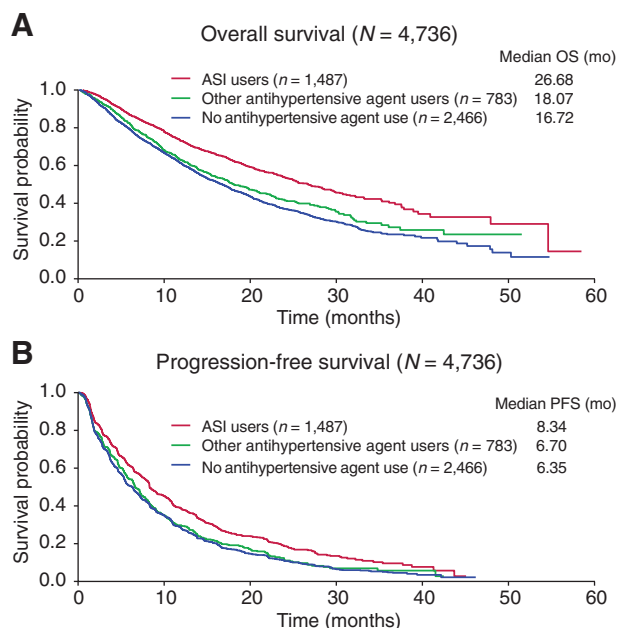 A
Overall survival (N = 4,736)
Median OS (mo)
ASI users (n = 1,487) 26.68
Other antihypertensive agent users (n = 783) 18.07
No antihypertensive agent use (n = 2,466) 16.72
Survival probability
1.0
0.8
0.6
0.4
0.2
0.0
0 10 20 30 40 50 60
Time (months)
B
Progression-free survival (N = 4,736)
Median PFS (mo)
ASI users (n = 1,487) 8.34
Other antihypertensive agent users (n = 783) 6.70
No antihypertensive agent use (n = 2,466) 6.35
Survival probability
1.0
0.8
0.6
0.4
0.2
0.0
0 10 20 30 40 50 60
Time (months)